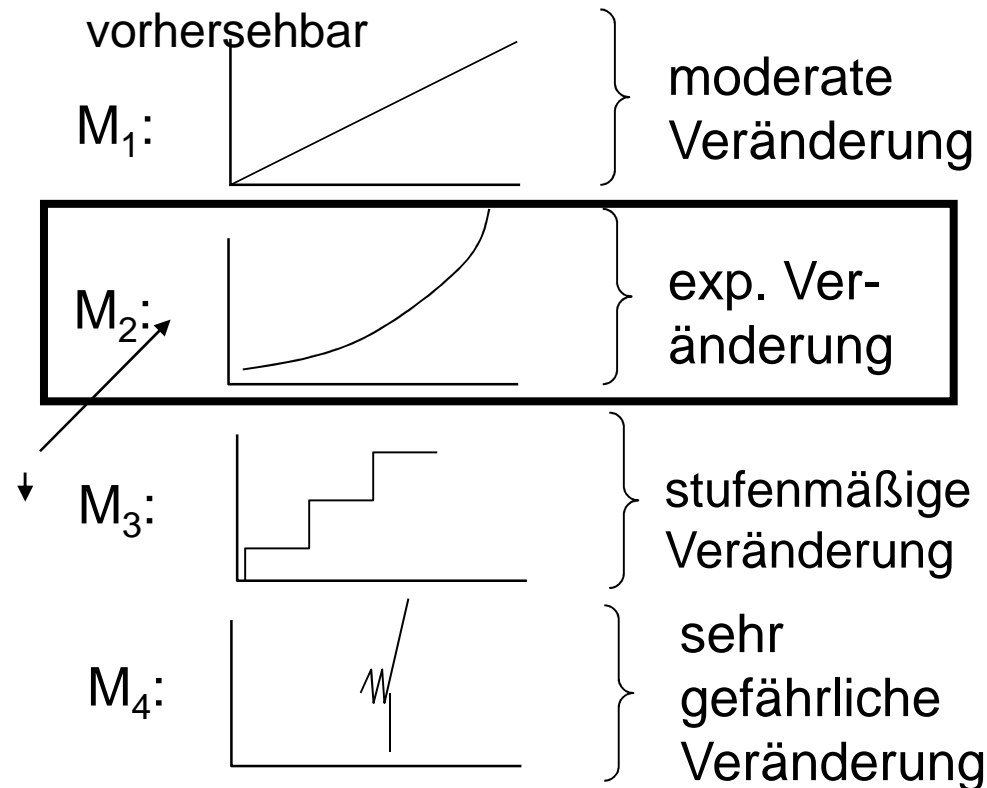 vorhersehbar
M₁:
moderate
Veränderung
M₂:
exp. Ver-
änderung
M₃:
stufenmäßige
Veränderung
M₄:
sehr
gefährliche
Veränderung